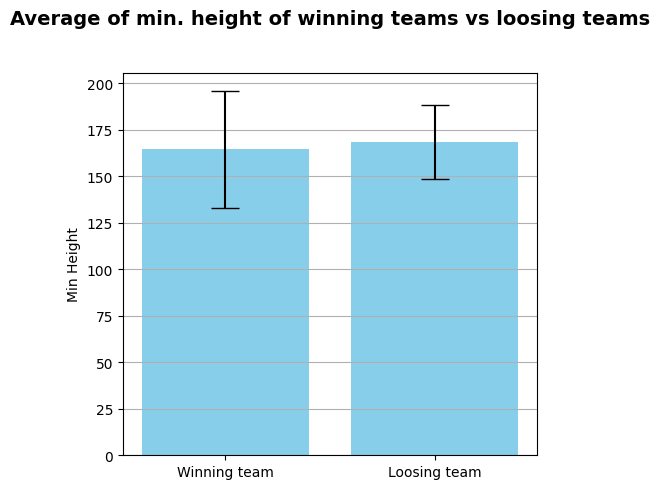 Average of min. height of winning teams vs loosing teams
200
175
150
125
100
75
50
25
0
Min Height
Winning team
Loosing team